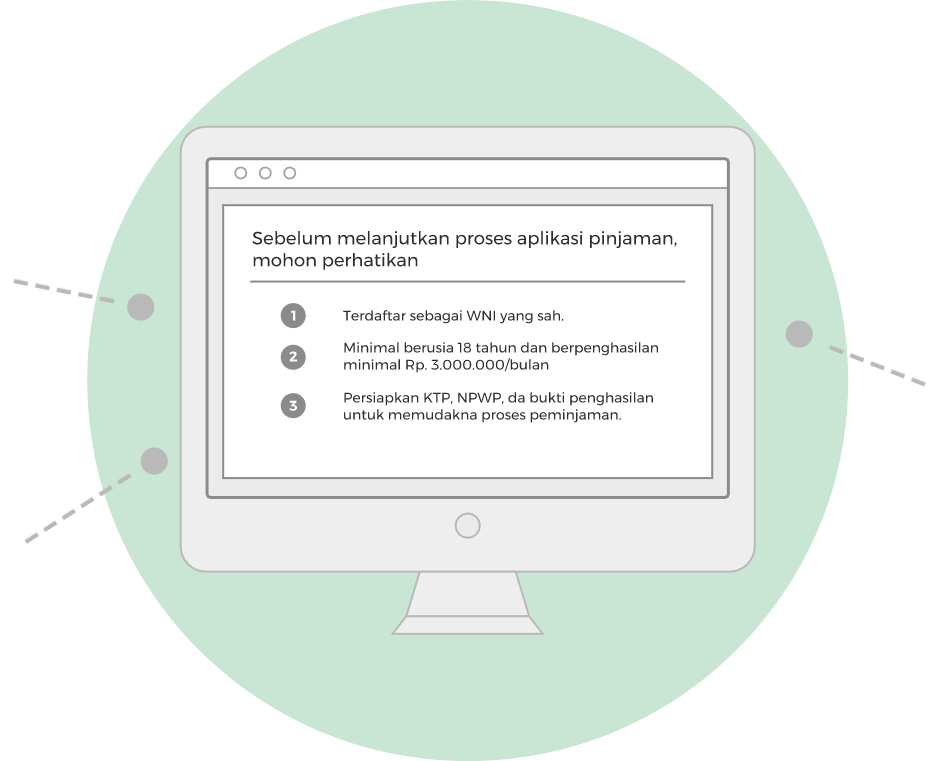 Sebelum melanjutkan proses aplikasi pinjaman,
mohon perhatikan
1 Terdaftar sebagai WNI yang sah.
2 Minimal berusia 18 tahun dan berpenghasilan
minimal Rp. 3.000.000/bulan
3 Persiapkan KTP, NPWP, da bukti penghasilan
untuk memudakna proses peminjaman.